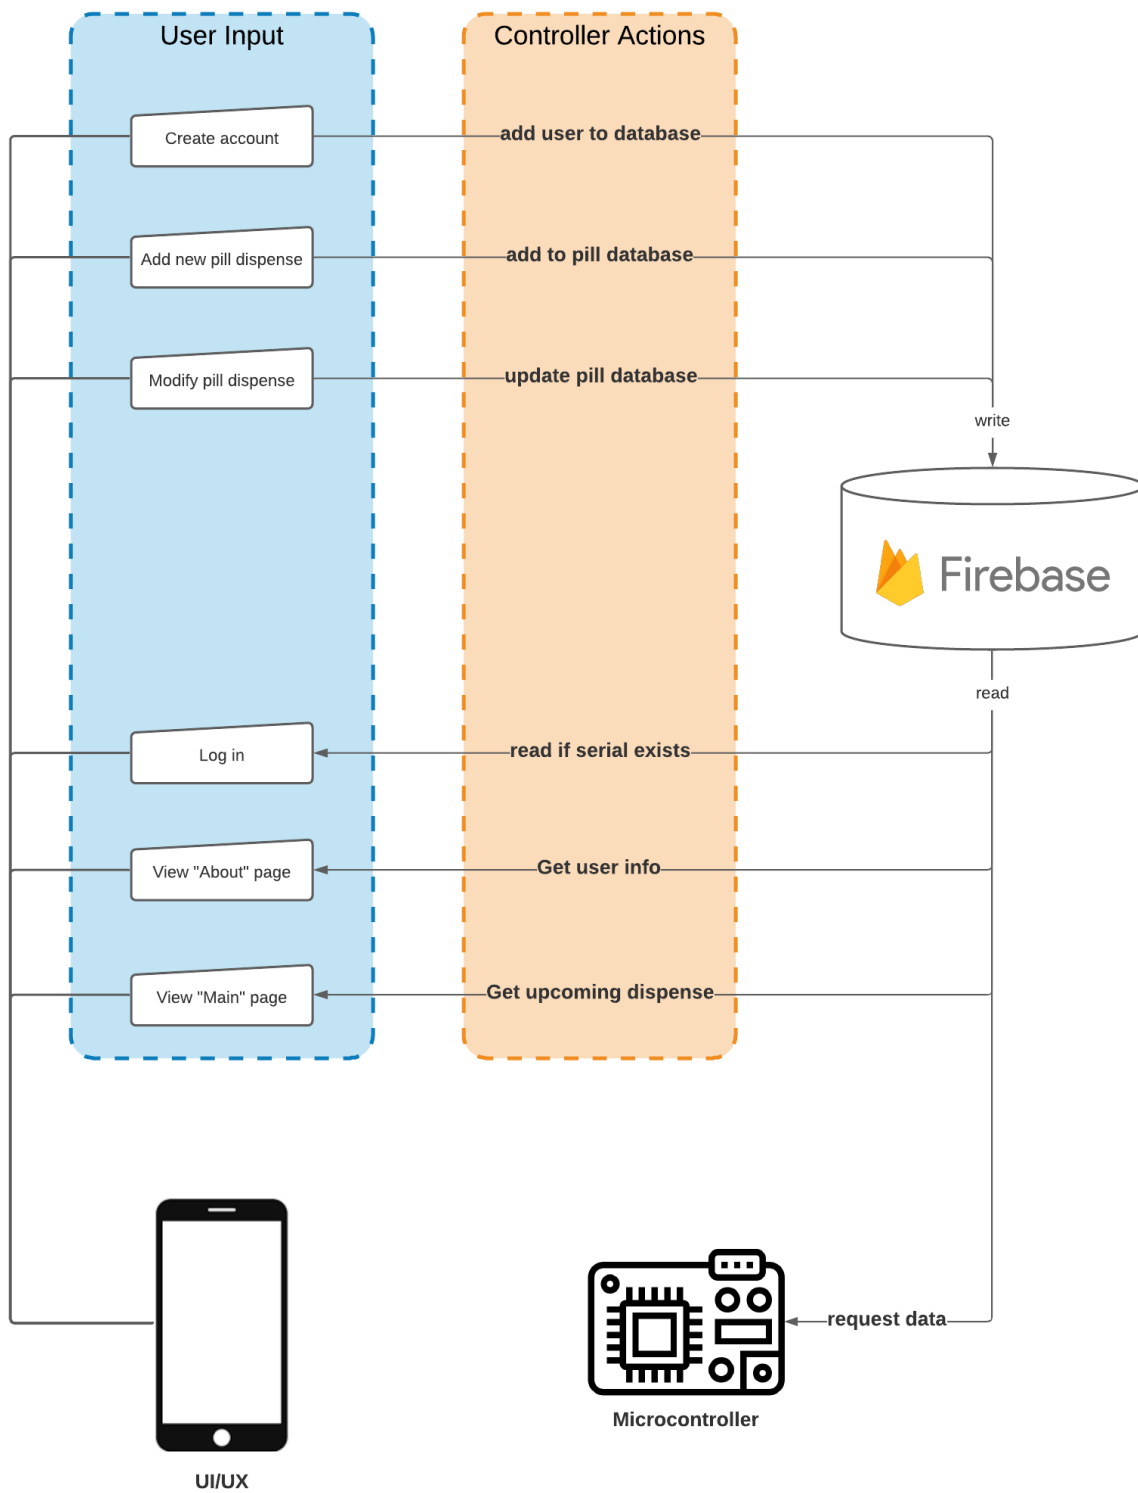 User Input
Controller Actions
Create account
add user to database
Add new pill dispense
add to pill database
Modify pill dispense
update pill database
write
Firebase
read
Log in
read if serial exists
View "About" page
Get user info
View "Main" page
Get upcoming dispense
request data
Microcontroller
UI/UX